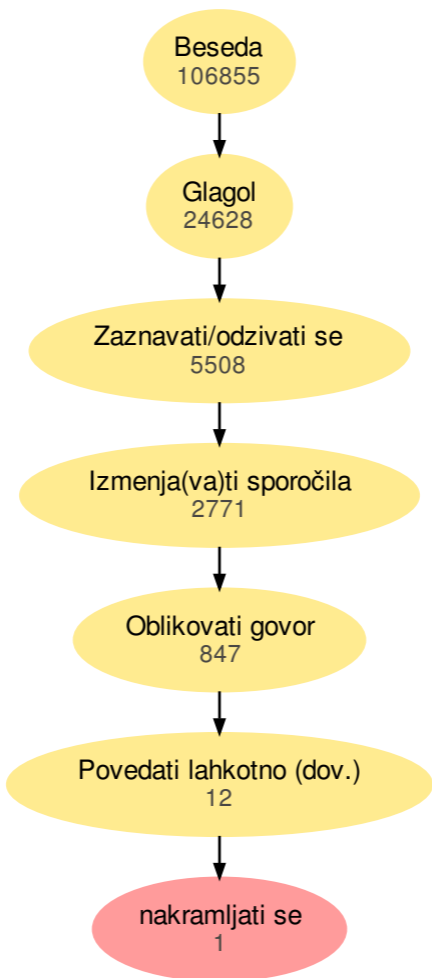 Beseda
106855
Glagol
24628
Zaznavati/odzivati se
5508
Izmenja(va)ti sporočila
2771
Oblikovati govor
847
Povedati lahkotno (dov.)
12
nakramljati se
1